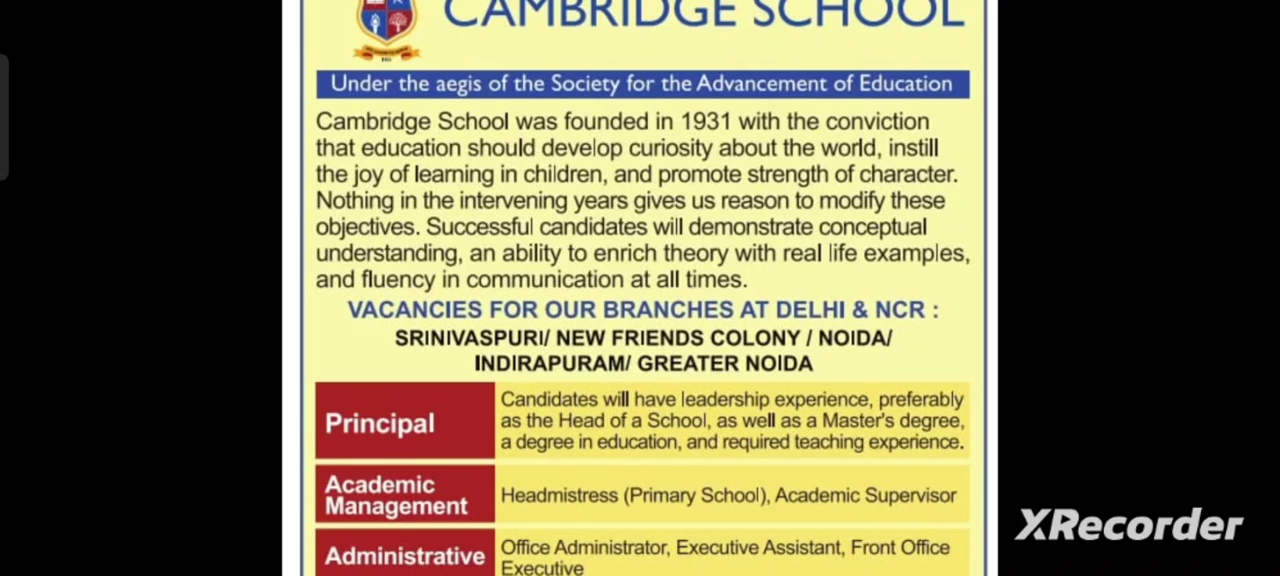 CAMBRIDGE SCHOOL
Under the aegis of the Society for the Advancement of Education
Cambridge School was founded in 1931 with the conviction
that education should develop curiosity about the world, instill
the joy of learning in children, and promote strength of character.
Nothing in the intervening years gives us reason to modify these
objectives. Successful candidates will demonstrate conceptual
understanding, an ability to enrich theory with real life examples,
and fluency in communication at all times.
VACANCIES FOR OUR BRANCHES AT DELHI & NCR :
SRINIVASPURI/ NEW FRIENDS COLONY / NOIDA/
INDIRAPURAM/ GREATER NOIDA
Principal
Candidates will have leadership experience, preferably
as the Head of a School, as well as a Master's degree,
a degree in education, and required teaching experience.
Academic
Management
Headmistress (Primary School), Academic Supervisor
Administrative
Office Administrator, Executive Assistant, Front Office
Executive
XRecorder